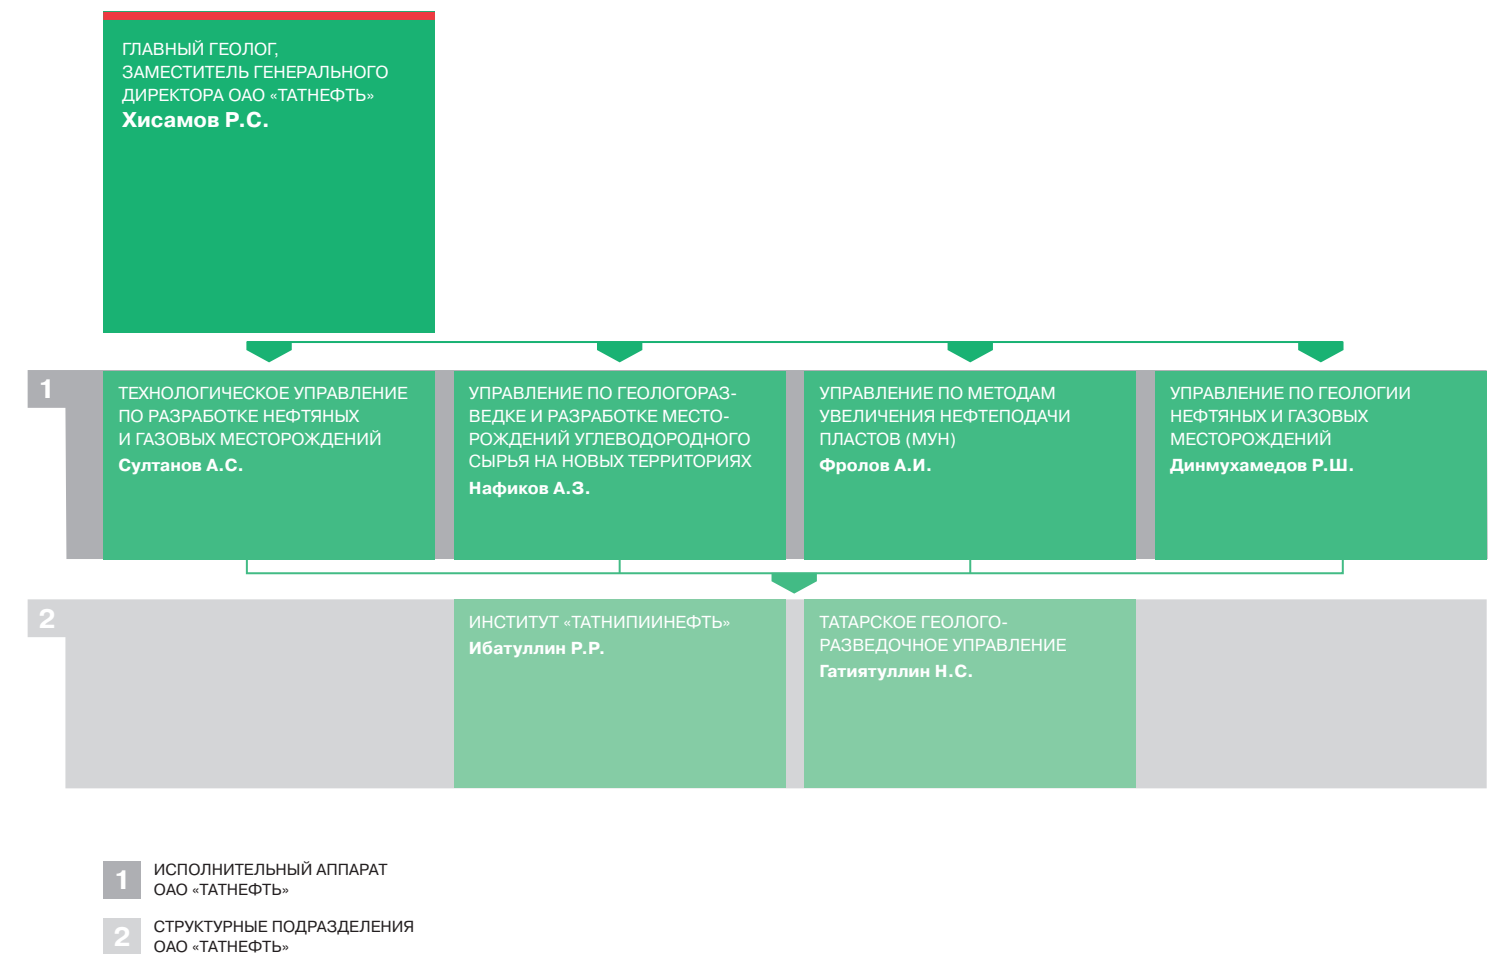 ГЛАВНЫЙ ГЕОЛОГ,
ЗАМЕСТИТЕЛЬ ГЕНЕРАЛЬНОГО
ДИРЕКТОРА ОАО «ТАТНЕФТЬ»
Хисамов Р.С.
1
ТЕХНОЛОГИЧЕСКОЕ УПРАВЛЕНИЕ
ПО РАЗРАБОТКЕ НЕФТЯНЫХ
И ГАЗОВЫХ МЕСТОРОЖДЕНИЙ
Султанов А.С.
УПРАВЛЕНИЕ ПО ГЕОЛОГОРАЗ-
ВЕДКЕ И РАЗРАБОТКЕ МЕСТО-
РОЖДЕНИЙ УГЛЕВОДОРОДНОГО
СЫРЬЯ НА НОВЫХ ТЕРРИТОРИЯХ
Нафиков А.З.
УПРАВЛЕНИЕ ПО МЕТОДАМ
УВЕЛИЧЕНИЯ НЕФТЕПОДАЧИ
ПЛАСТОВ (МУН)
Фролов А.И.
УПРАВЛЕНИЕ ПО ГЕОЛОГИИ
НЕФТЯНЫХ И ГАЗОВЫХ
МЕСТОРОЖДЕНИЙ
Динмухамедов Р.Ш.
2
ИНСТИТУТ «ТАТНИПИИНЕФТЬ»
Ибатуллин Р.Р.
ТАТАРСКОЕ ГЕОЛОГО-
РАЗВЕДОЧНОЕ УПРАВЛЕНИЕ
Гатиятуллин Н.С.
1
ИСПОЛНИТЕЛЬНЫЙ АППАРАТ
ОАО «ТАТНЕФТЬ»
2
СТРУКТУРНЫЕ ПОДРАЗДЕЛЕНИЯ
ОАО «ТАТНЕФТЬ»